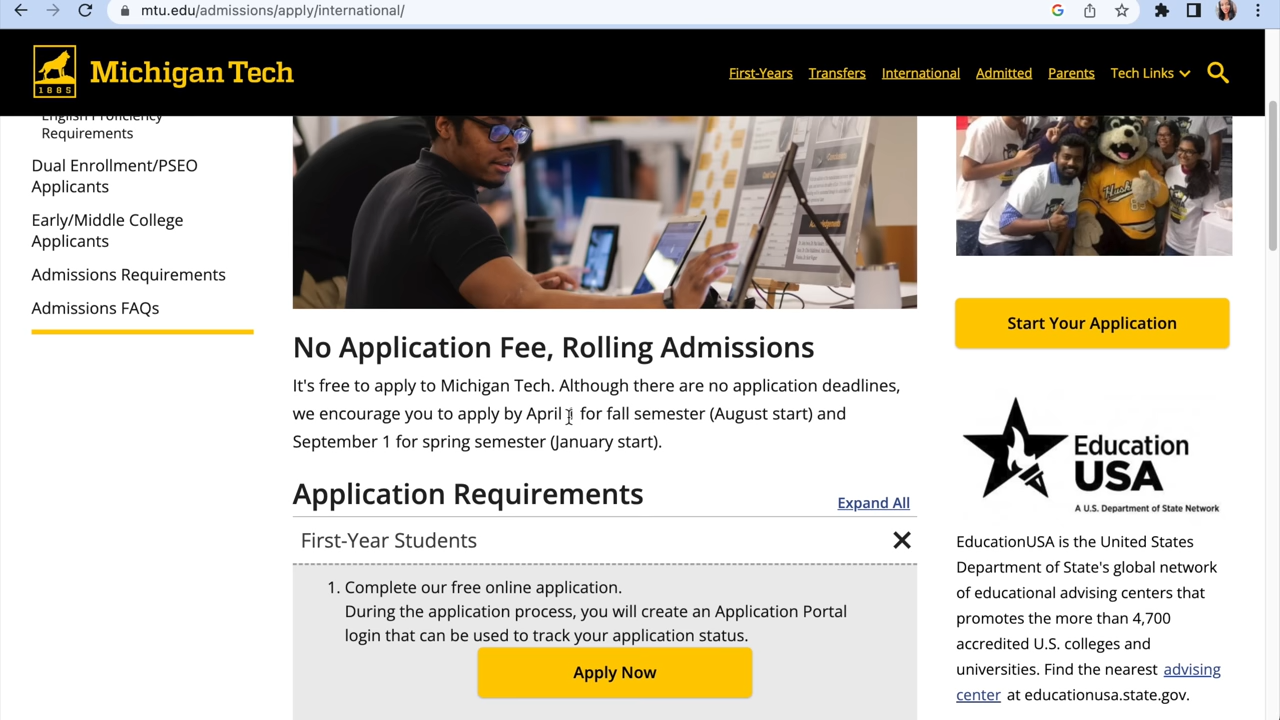 mtu.edu/admissions/apply/international/
1885
Michigan Tech
First-Years
Transfers
International
Admitted
Parents
Tech Links
English Proficiency
Requirements
Dual Enrollment/PSEO
Applicants
Early/Middle College
Applicants
Admissions Requirements
Admissions FAQs
No Application Fee, Rolling Admissions
It's free to apply to Michigan Tech. Although there are no application deadlines,
we encourage you to apply by April 1 for fall semester (August start) and
September 1 for spring semester (January start).
Application Requirements
Expand All
First-Year Students
1. Complete our free online application.
During the application process, you will create an Application Portal
login that can be used to track your application status.
Apply Now
Huskies
Start Your Application
Education
USA
A U.S. Department of State Network
EducationUSA is the United States
Department of State's global network
of educational advising centers that
promotes the more than 4,700
accredited U.S. colleges and
universities. Find the nearest advising
center at educationusa.state.gov.